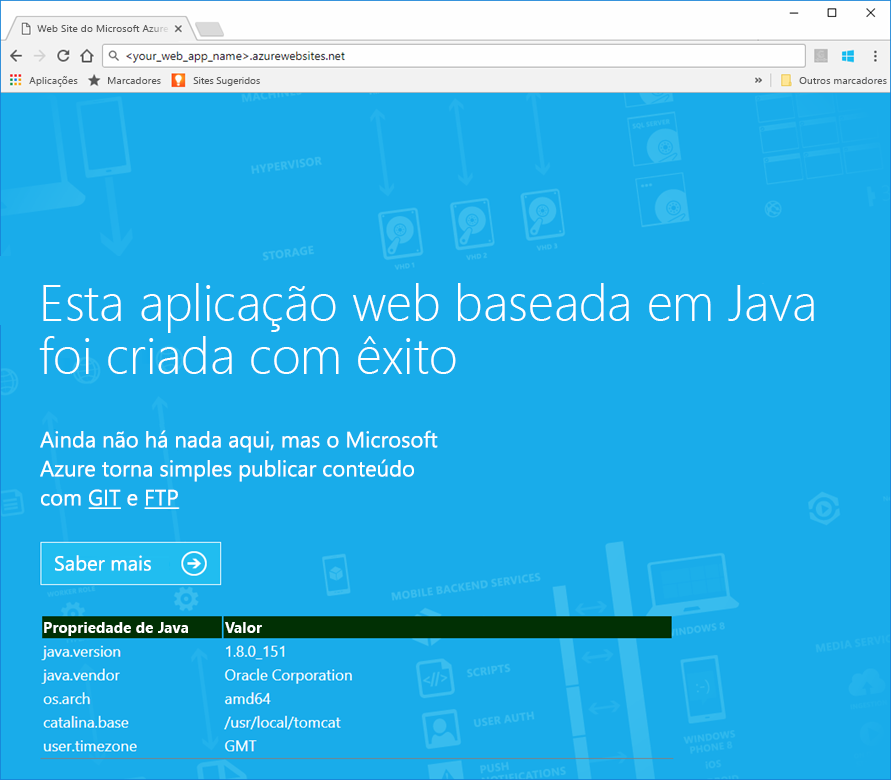 Web Site do Microsoft Azure
<your_web_app_name>.azurewebsites.net
Aplicações Marcadores Sites Sugeridos » Outros marcadores
MACHINES
SQL SERVER
HYPERVISOR
STORAGE
VHD 1 VHD 2 VHD 3
Esta aplicação web baseada em Java
foi criada com êxito
Ainda não há nada aqui, mas o Microsoft
Azure torna simples publicar conteúdo
com GIT e FTP
Saber mais
WORKER ROLE
MOBILE BACKEND SERVICES
Propriedade de Java Valor
WINDOWS 8
java.version 1.8.0_151
MEDIA SERVIC
java.vendor Oracle Corporation
SCRIPTS
os.arch amd64
catalina.base /usr/local/tomcat
USER AUTH
user.timezone GMT
WINDOWS
PHONE 8
iOS
PUSH
NOTIFICATIONS